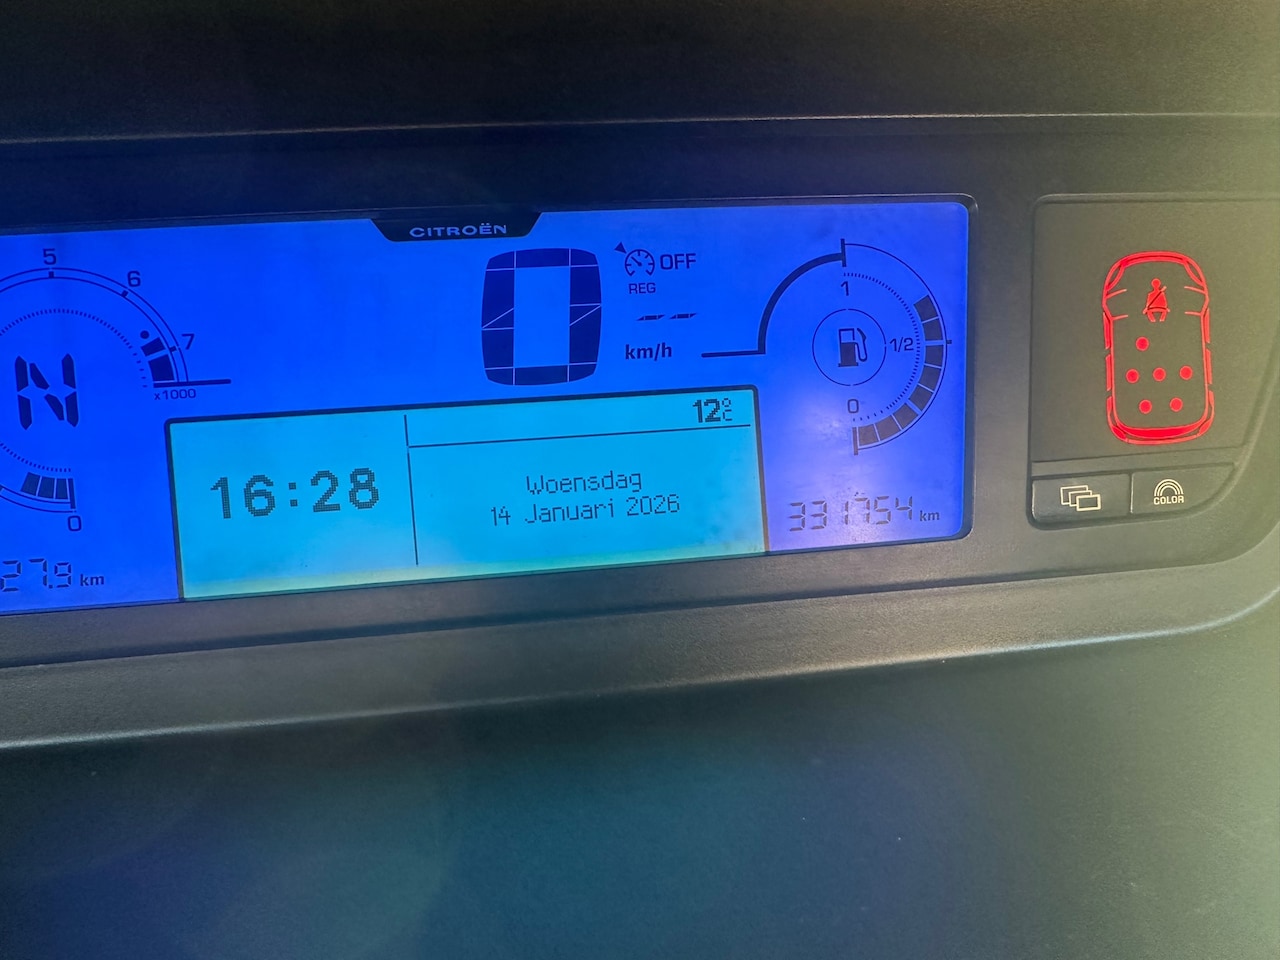 CITROËN
5
6
7
x1000
N
0
27.9 km
0
OFF
REG
-- --
km/h
1
1/2
0
12°C
16:28
Woensdag
14 Januari 2026
331754 km
COLOR